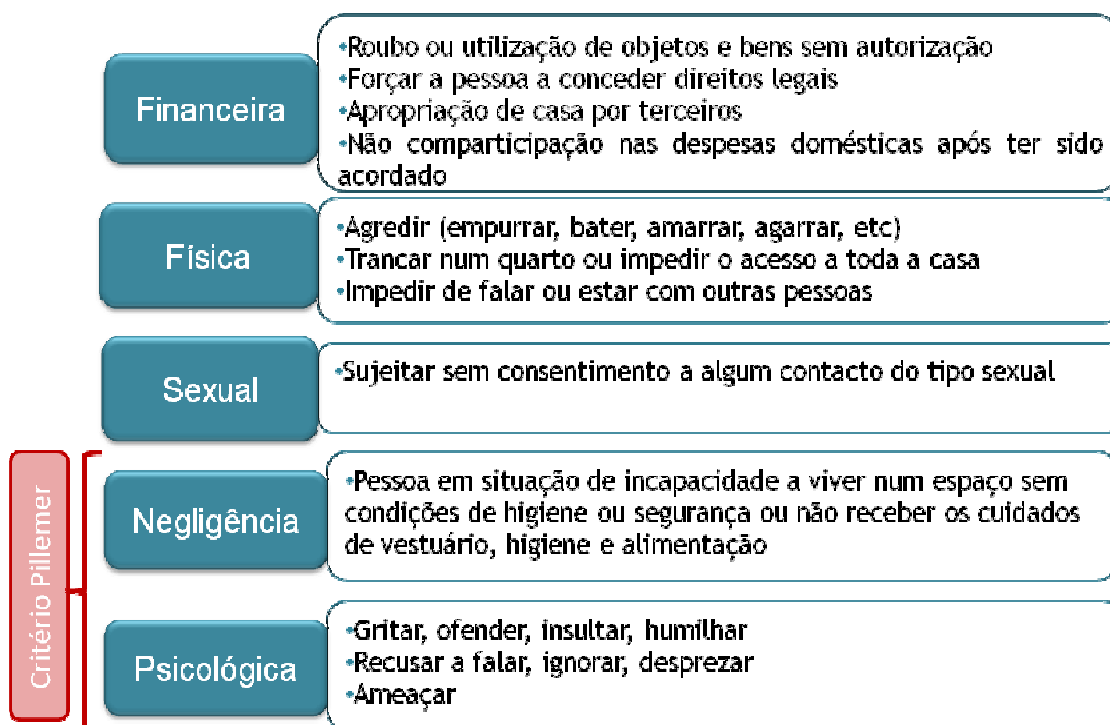 Financeira
•Roubo ou utilização de objetos e bens sem autorização
•Forçar a pessoa a conceder direitos legais
•Apropriação de casa por terceiros
•Não comparticipação nas despesas domésticas após ter sido
acordado
Física
•Agredir (empurrar, bater, amarrar, agarrar, etc)
•Trancar num quarto ou impedir o acesso a toda a casa
•Impedir de falar ou estar com outras pessoas
Sexual
•Sujeitar sem consentimento a algum contacto do tipo sexual
Critério Pillemer
Negligência
•Pessoa em situação de incapacidade a viver num espaço sem
condições de higiene ou segurança ou não receber os cuidados
de vestuário, higiene e alimentação
Psicológica
•Gritar, ofender, insultar, humilhar
•Recusar a falar, ignorar, desprezar
•Ameaçar